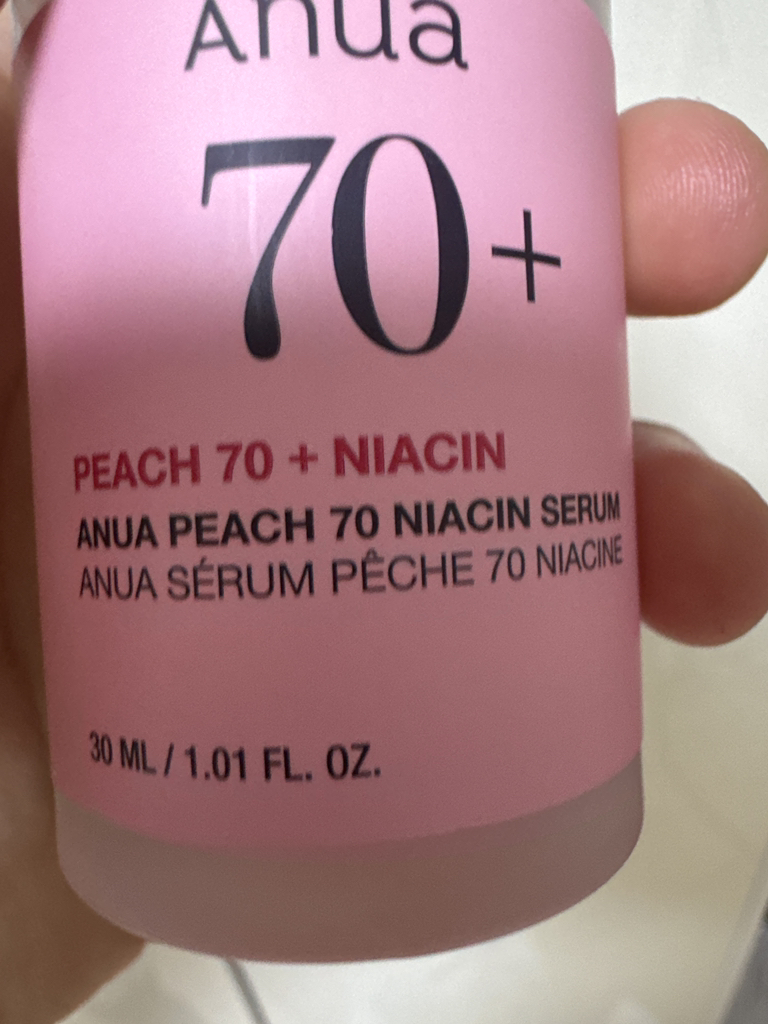 Anua
70+
PEACH 70 + NIACIN
ANUA PEACH 70 NIACIN SERUM
ANUA SÉRUM PÊCHE 70 NIACINE
30 ML / 1.01 FL. OZ.